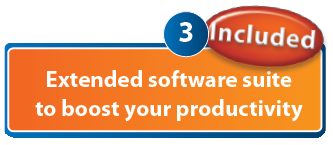 3 Included
Extended software suite
to boost your productivity